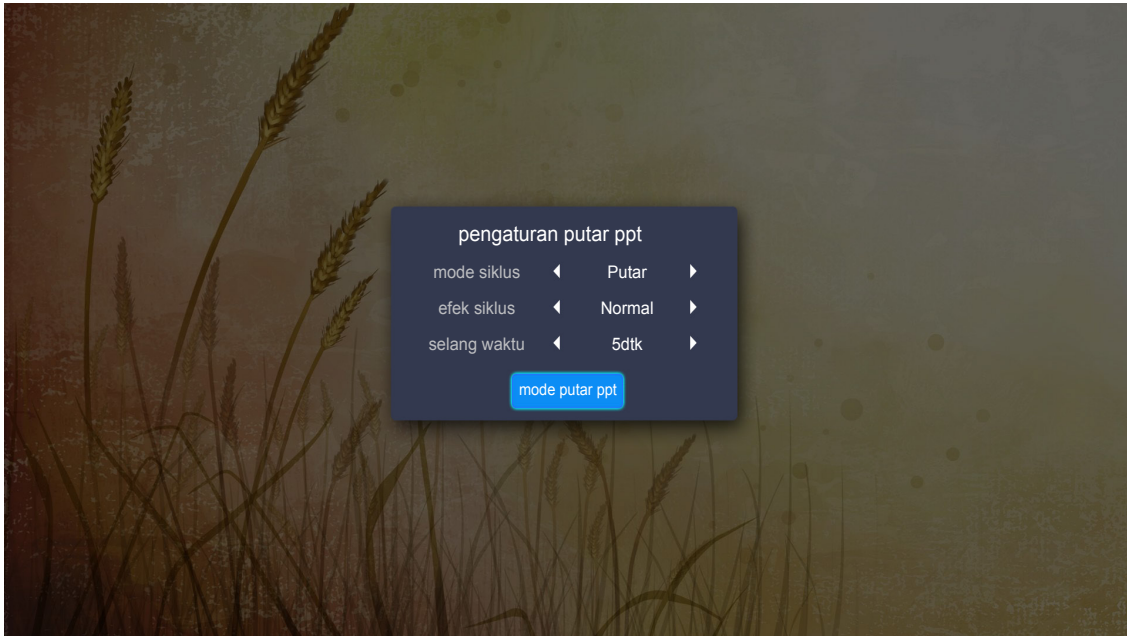 pengaturan putar ppt
mode siklus Putar
efek siklus Normal
selang waktu 5dtk
mode putar ppt